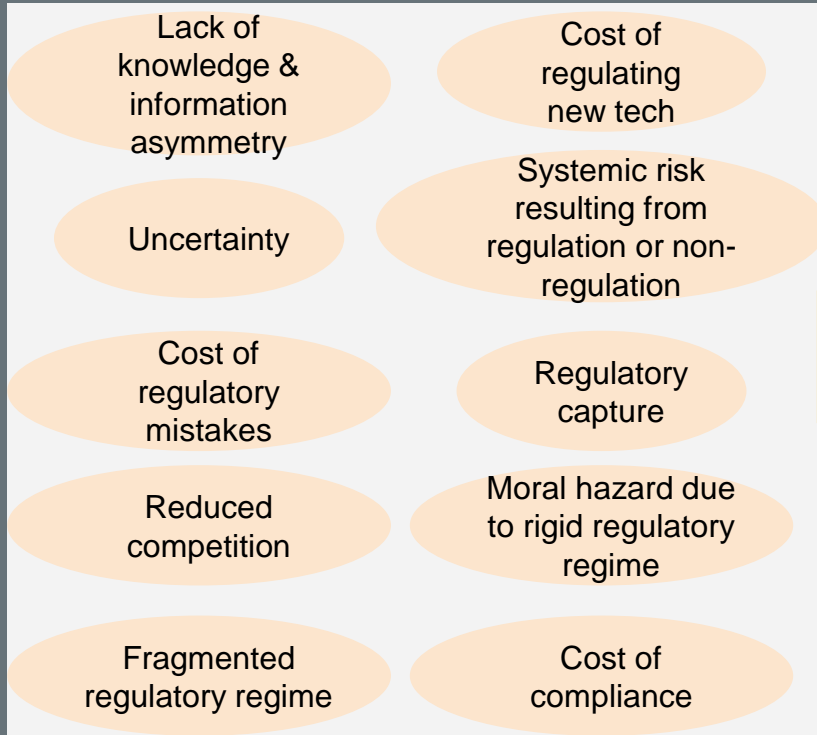 Lack of
knowledge &
information
asymmetry
Cost of
regulating
new tech
Uncertainty
Systemic risk
resulting from
regulation or non-
regulation
Cost of
regulatory
mistakes
Regulatory
capture
Reduced
competition
Moral hazard due
to rigid regulatory
regime
Fragmented
regulatory regime
Cost of
compliance